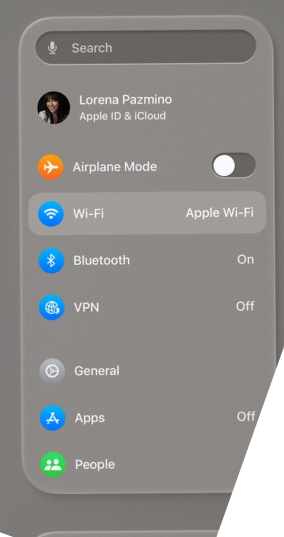 Search
Lorena Pazmino
Apple ID & iCloud
Airplane Mode
Wi-Fi Apple Wi-Fi
Bluetooth On
VPN Off
General
Apps Off
People